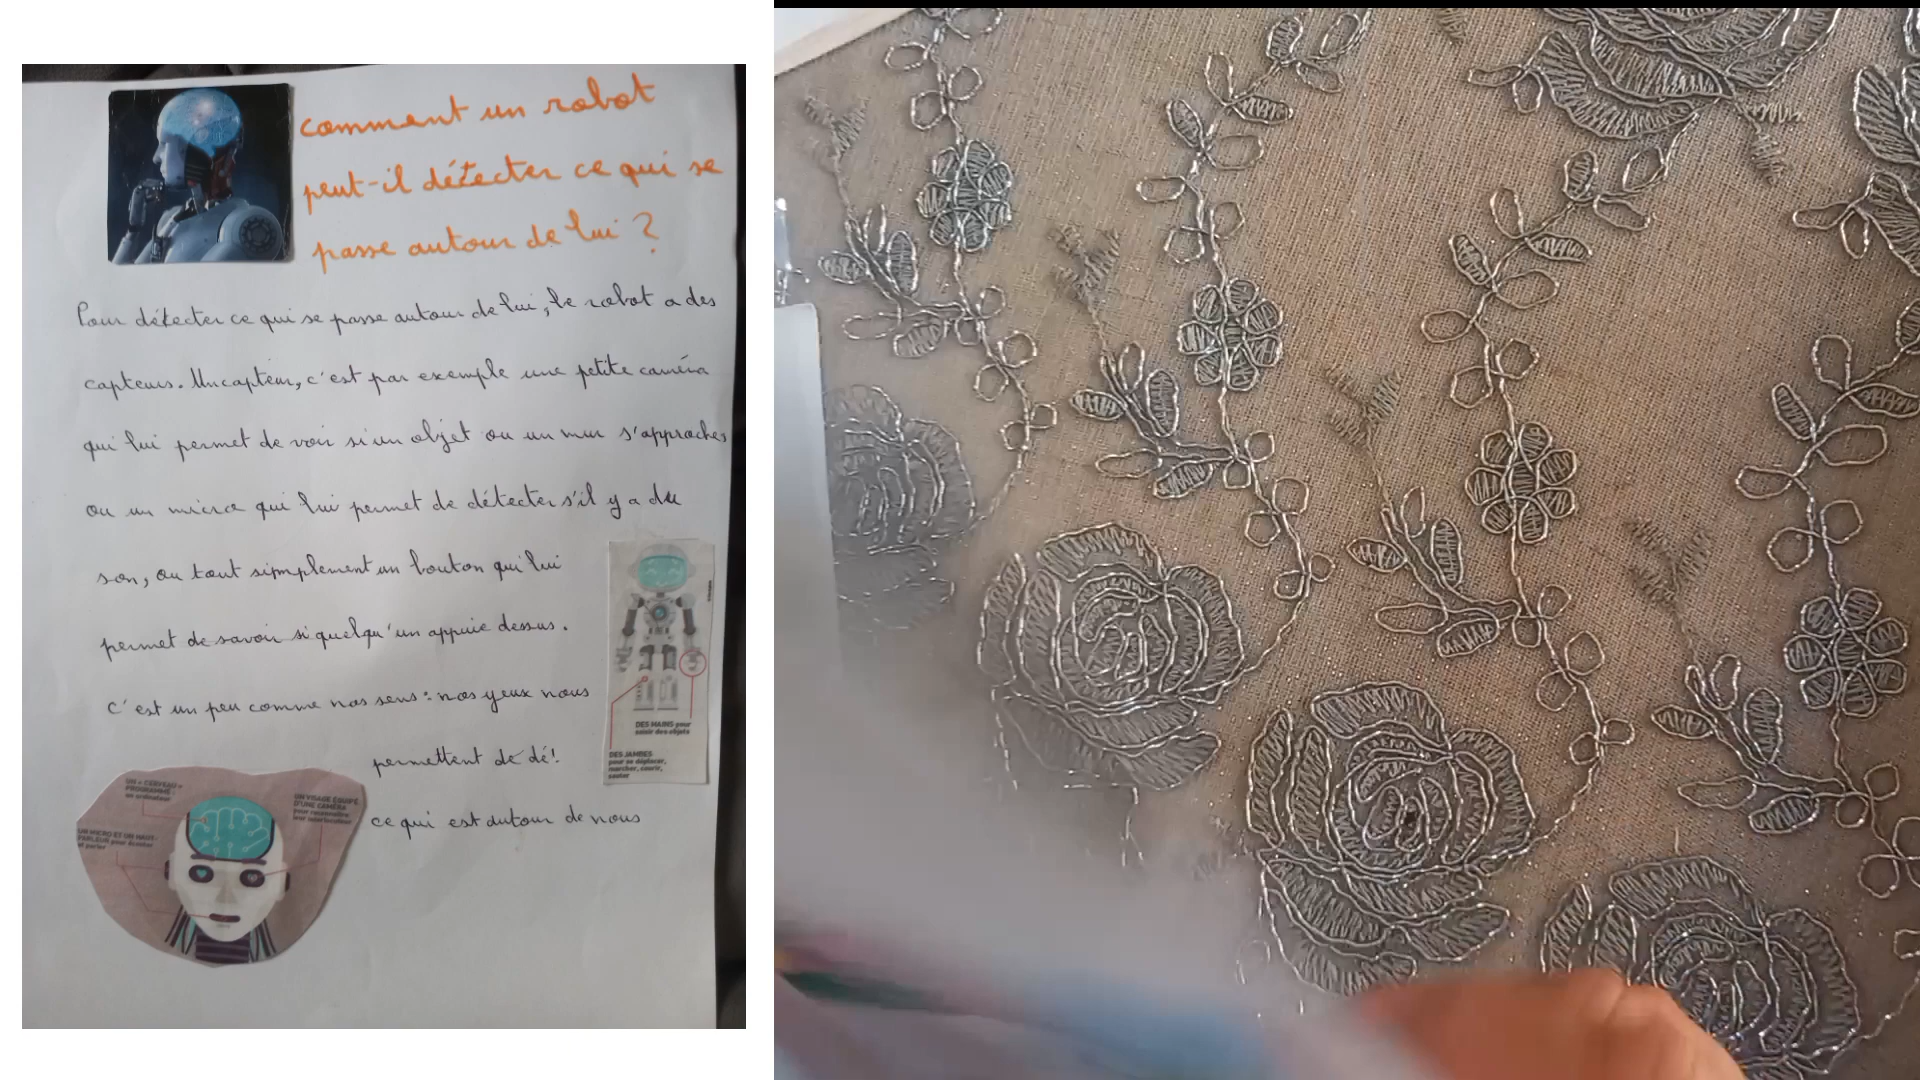 comment un robot
peut-il détecter ce qui se
passe autour de lui ?
Pour détecter ce qui se passe autour de lui, le robot a des
capteurs. Un capteur, c'est par exemple une petite caméra
qui lui permet de voir si un objet ou un mur s'approches
ou un micro qui lui permet de détecter s'il y a du
son, ou tout simplement un bouton qui lui
permet de savoir si quelqu'un appuie dessus.
C'est un peu comme nos sens : nos yeux nous
permettent de dé!
ce qui est autour de nous
DES MAINS pour
saisir des objets
DES JAMBES
pour se déplacer,
marcher, courir,
sauter
UN « CERVEAU »
PROGRAMMÉ :
un ordinateur
UN VISAGE ÉQUIPÉ
D'UNE CAMÉRA
pour reconnaître
leur interlocuteur
UN MICRO ET UN HAUT-
PARLEUR pour écouter
et parler